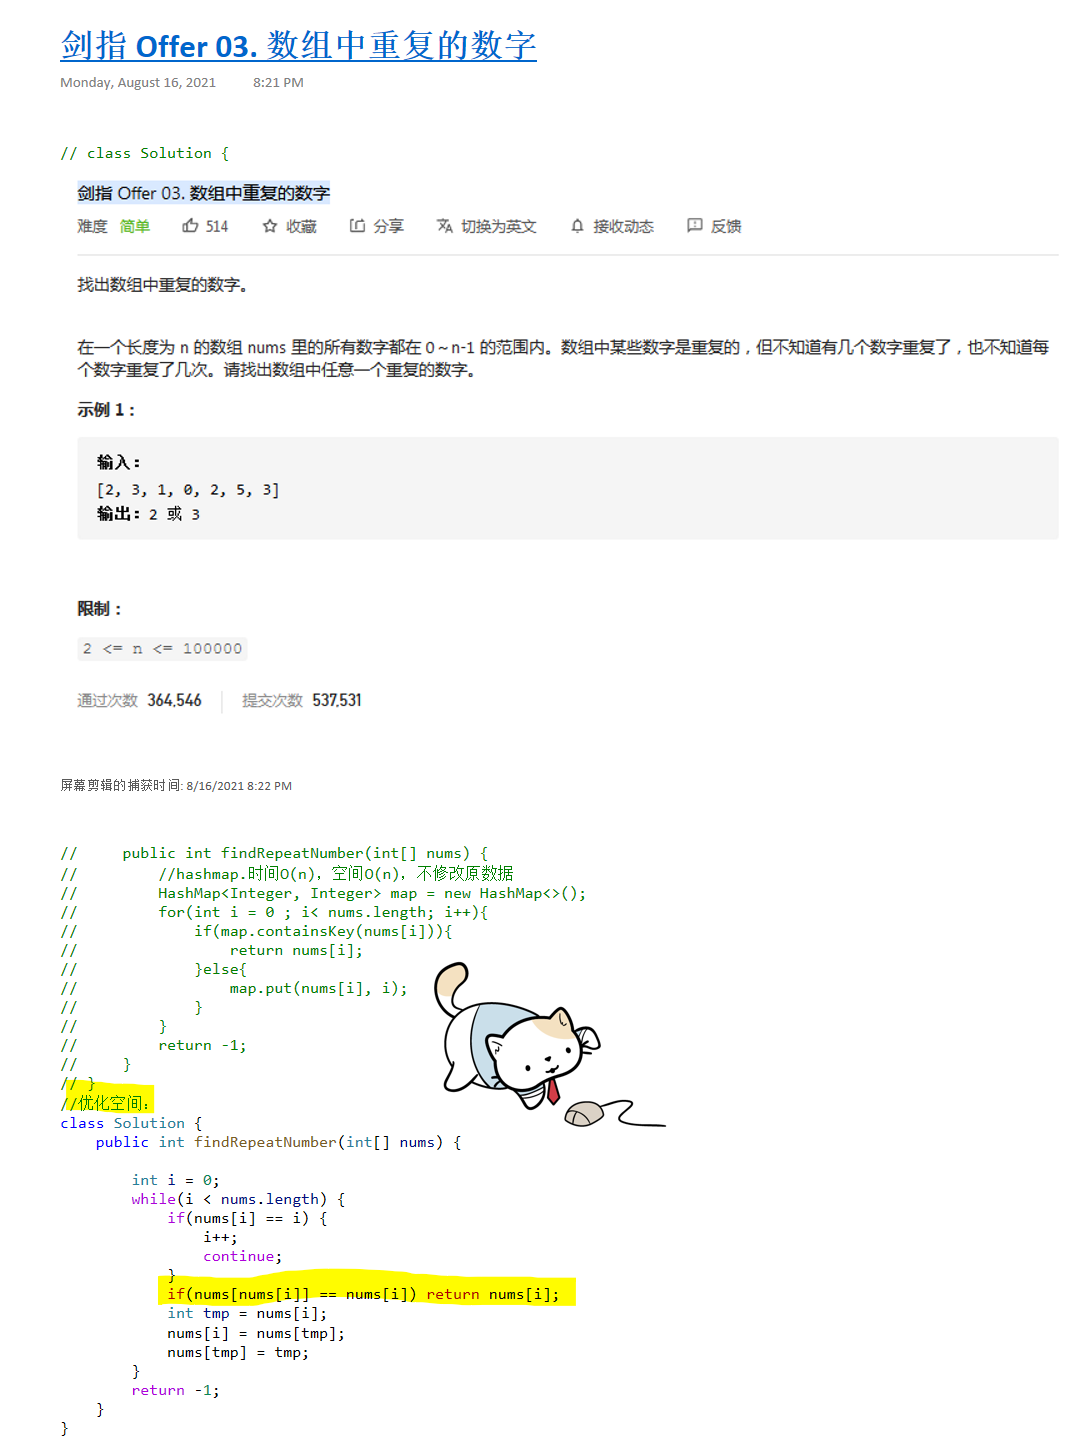 剑指 Offer 03. 数组中重复的数字
Monday, August 16, 2021 8:21 PM
// class Solution {
剑指 Offer 03. 数组中重复的数字
难度 简单 514 收藏 分享 切换为英文 接收动态 反馈
找出数组中重复的数字。
在一个长度为 n 的数组 nums 里的所有数字都在 0～n-1 的范围内。数组中某些数字是重复的，但不知道有几个数字重复了，也不知道每
个数字重复了几次。请找出数组中任意一个重复的数字。
示例 1：
输入：
[2, 3, 1, 0, 2, 5, 3]
输出：2 或 3
限制：
2 <= n <= 100000
通过次数 364,546 提交次数 537,531
屏幕剪辑的捕获时间: 8/16/2021 8:22 PM
//     public int findRepeatNumber(int[] nums) {
//         //hashmap.时间O(n)，空间O(n)，不修改原数据
//         HashMap<Integer, Integer> map = new HashMap<>();
//         for(int i = 0 ; i< nums.length; i++){
//             if(map.containsKey(nums[i])){
//                 return nums[i];
//             }else{
//                 map.put(nums[i], i);
//             }
//         }
//         return -1;
//     }
// }
//优化空间：
class Solution {
    public int findRepeatNumber(int[] nums) {
        int i = 0;
        while(i < nums.length) {
            if(nums[i] == i) {
                i++;
                continue;
            }
            if(nums[nums[i]] == nums[i]) return nums[i];
            int tmp = nums[i];
            nums[i] = nums[tmp];
            nums[tmp] = tmp;
        }
        return -1;
    }
}